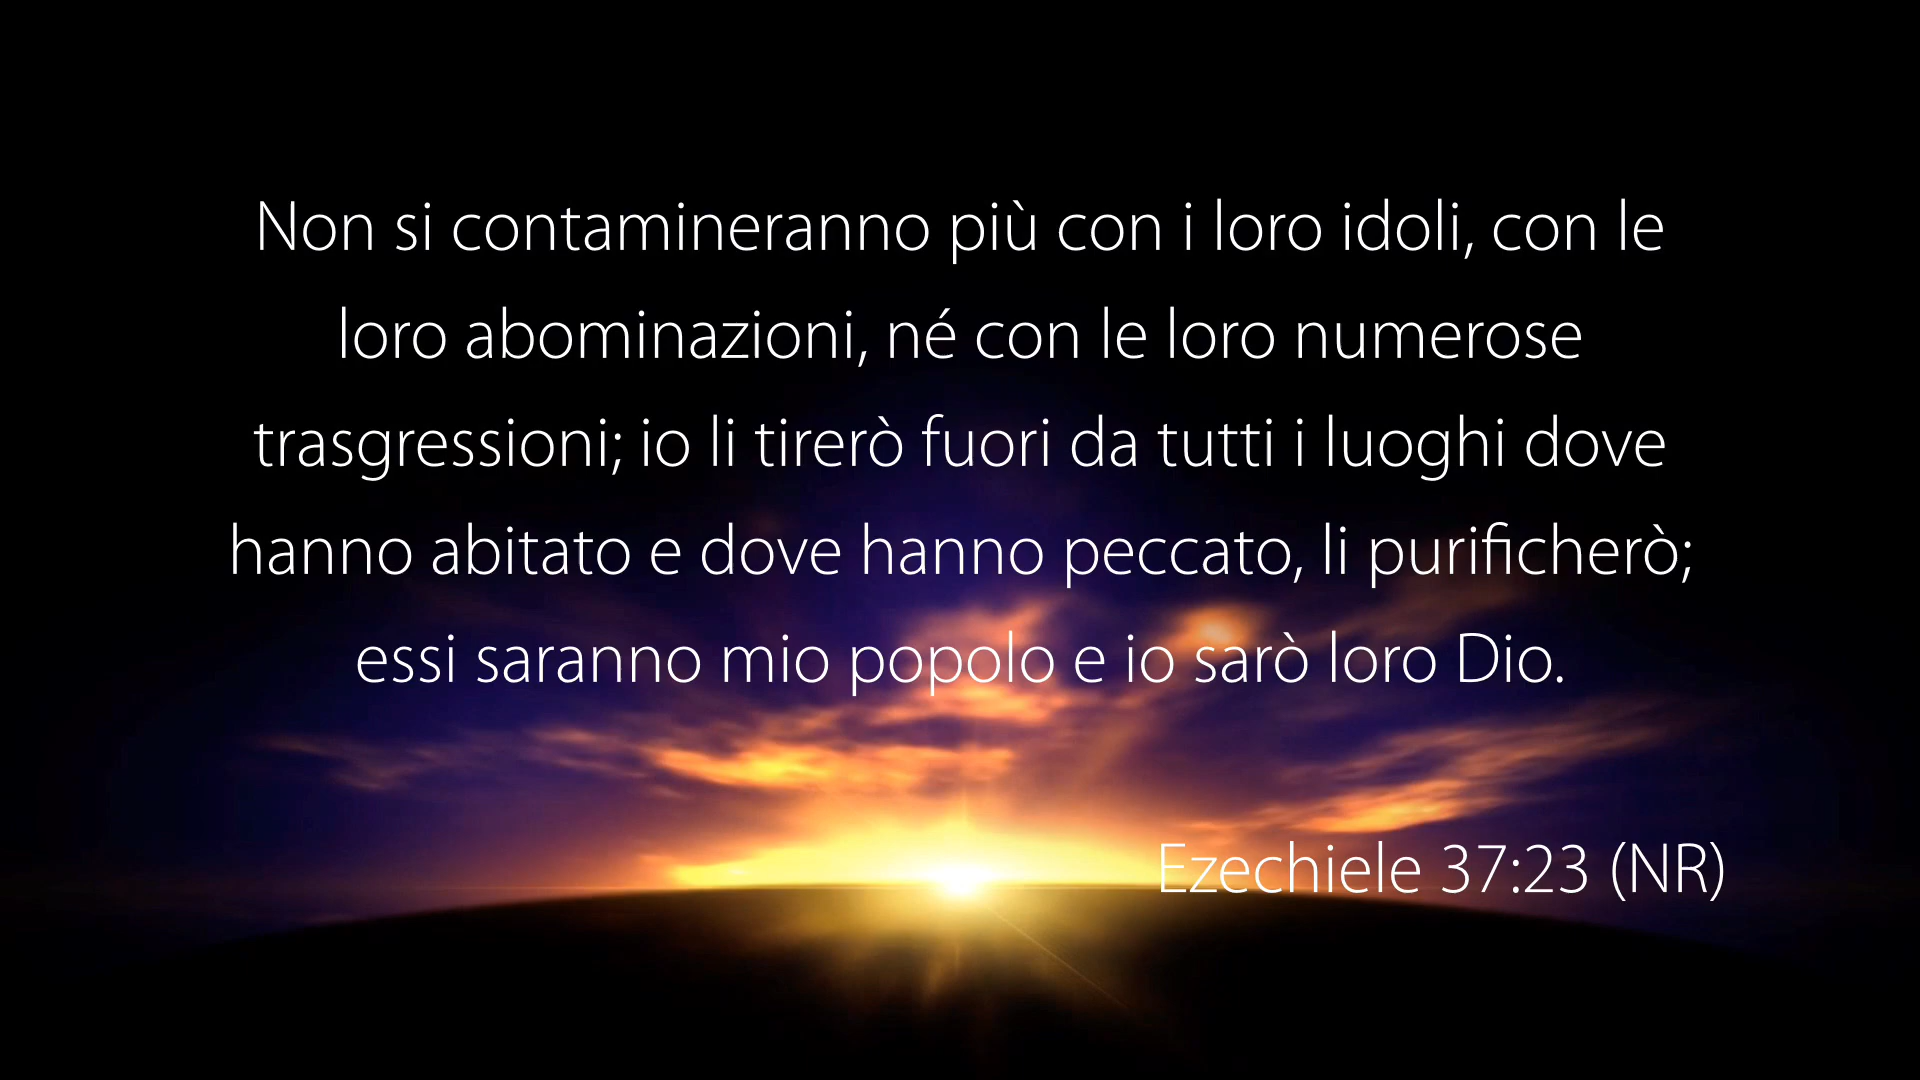 Non si contamineranno più con i loro idoli, con le
loro abominazioni, né con le loro numerose
trasgressioni; io li tirerò fuori da tutti i luoghi dove
hanno abitato e dove hanno peccato, li purificherò;
essi saranno mio popolo e io sarò loro Dio.
Ezechiele 37:23 (NR)